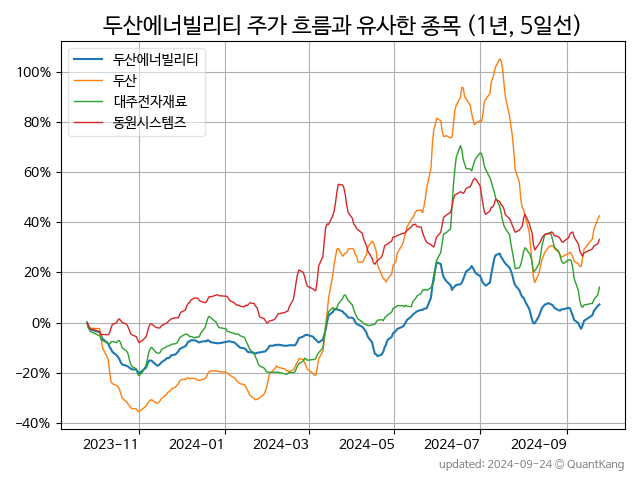 두산에너빌리티 주가 흐름과 유사한 종목 (1년, 5일선)
두산에너빌리티
두산
대주전자재료
동원시스템즈
100%
80%
60%
40%
20%
0%
−20%
−40%
2023-11
2024-01
2024-03
2024-05
2024-07
2024-09
updated: 2024-09-24 © QuantKang